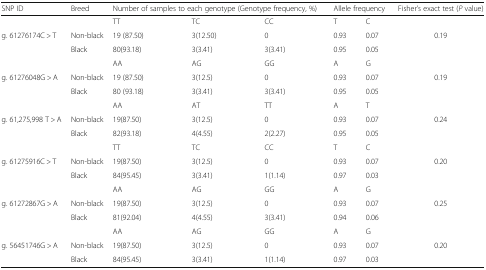 SNP ID Breed Number of samples to each genotype (Genotype frequency, %) Allele frequency Fisher's exact test (P value)
TT TC CC T C
g. 61276174C > T Non-black 19 (87.50) 3(12.50) 0 0.93 0.07 0.19
Black 80(93.18) 3(3.41) 3(3.41) 0.95 0.05
AA AG GG A G
g. 61276048G > A Non-black 19 (87.50) 3(12.5) 0 0.93 0.07 0.19
Black 80 (93.18) 3(3.41) 3(3.41) 0.95 0.05
AA AT TT A T
g. 61,275,998 T > A Non-black 19(87.50) 3(12.5) 0 0.93 0.07 0.24
Black 82(93.18) 4(4.55) 2(2.27) 0.95 0.05
TT TC CC T C
g. 61275916C > T Non-black 19(87.50) 3(12.5) 0 0.93 0.07 0.20
Black 84(95.45) 3(3.41) 1(1.14) 0.97 0.03
AA AG GG A G
g. 61272867G > A Non-black 19(87.50) 3(12.5) 0 0.93 0.07 0.25
Black 81(92.04) 4(4.55) 3(3.41) 0.94 0.06
AA AG GG A G
g. 56451746G > A Non-black 19(87.50) 3(12.5) 0 0.93 0.07 0.20
Black 84(95.45) 3(3.41) 1(1.14) 0.97 0.03